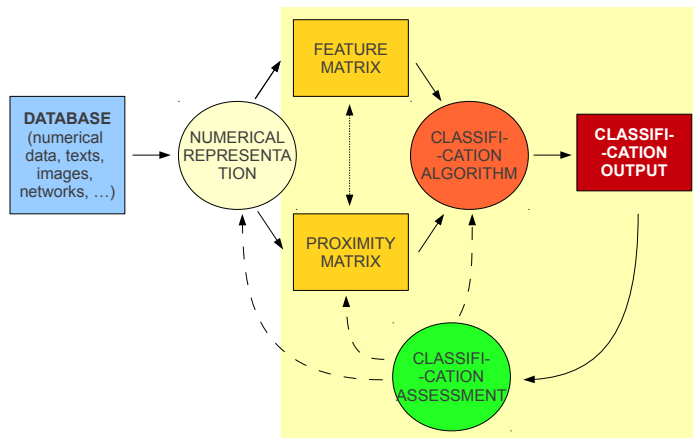 DATABASE
(numerical
data, texts,
images,
networks, …)
NUMERICAL
REPRESENTA
TION
FEATURE
MATRIX
PROXIMITY
MATRIX
CLASSIFI-
-CATION
ALGORITHM
CLASSIFI-
-CATION
OUTPUT
CLASSIFI-
-CATION
ASSESSMENT